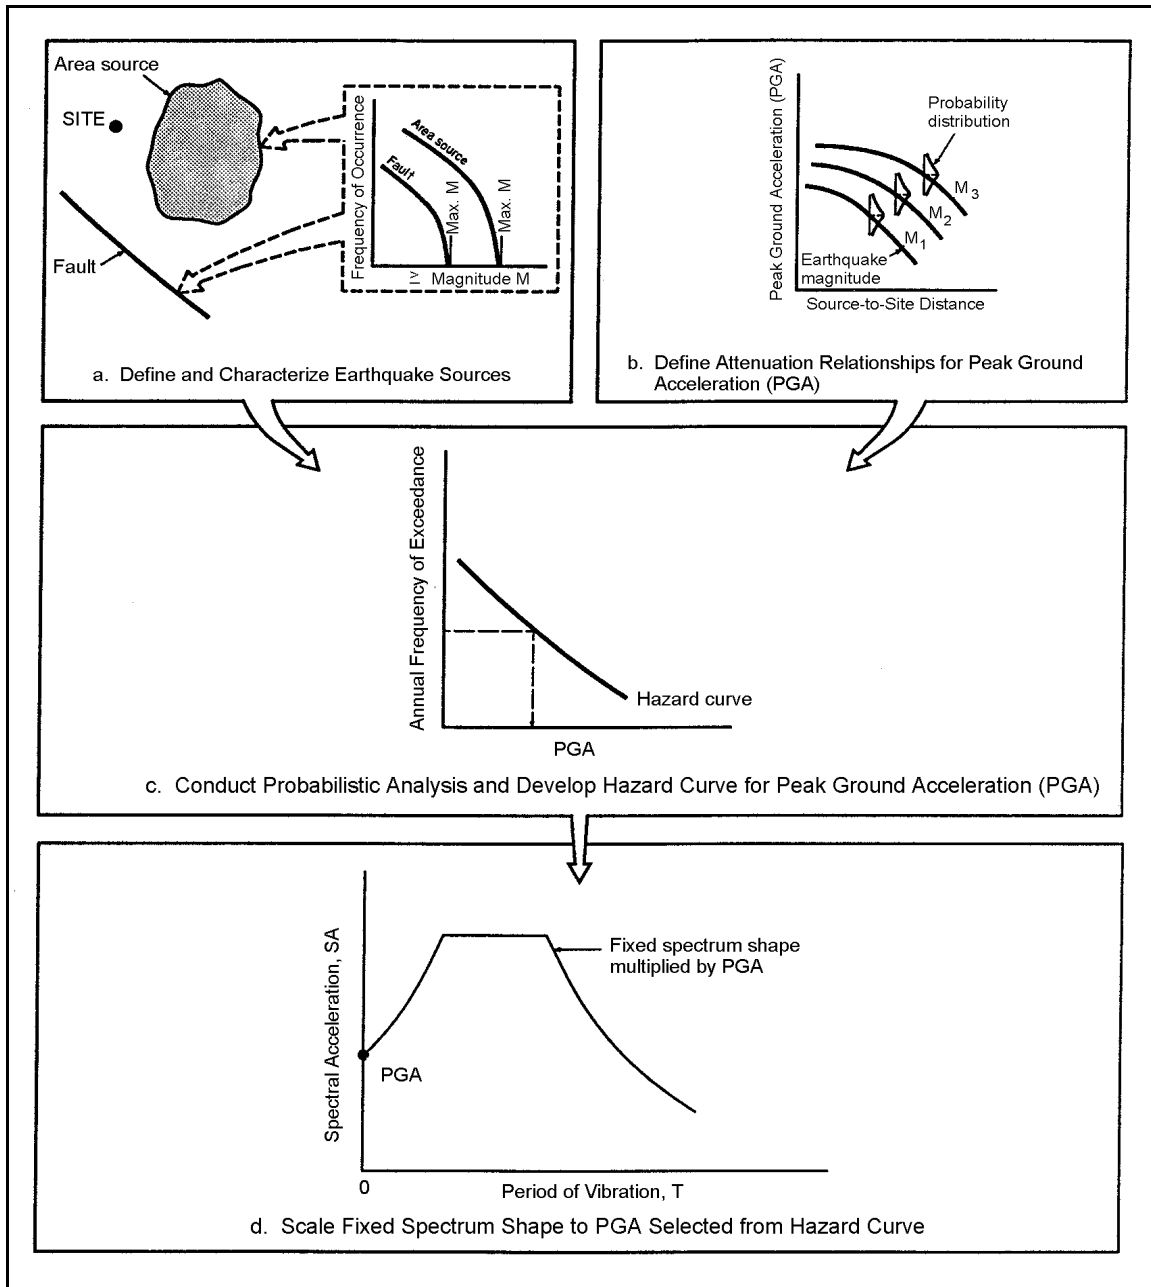 Area source
SITE
Fault
Frequency of Occurrence
Area source
Fault
Max. M
Max. M
≥ Magnitude M
a. Define and Characterize Earthquake Sources
Peak Ground Acceleration (PGA)
Probability
distribution
M3
M2
M1
Earthquake
magnitude
Source-to-Site Distance
b. Define Attenuation Relationships for Peak Ground
Acceleration (PGA)
Annual Frequency of Exceedance
Hazard curve
PGA
c. Conduct Probabilistic Analysis and Develop Hazard Curve for Peak Ground Acceleration (PGA)
Spectral Acceleration, SA
Fixed spectrum shape
multiplied by PGA
PGA
0
Period of Vibration, T
d. Scale Fixed Spectrum Shape to PGA Selected from Hazard Curve